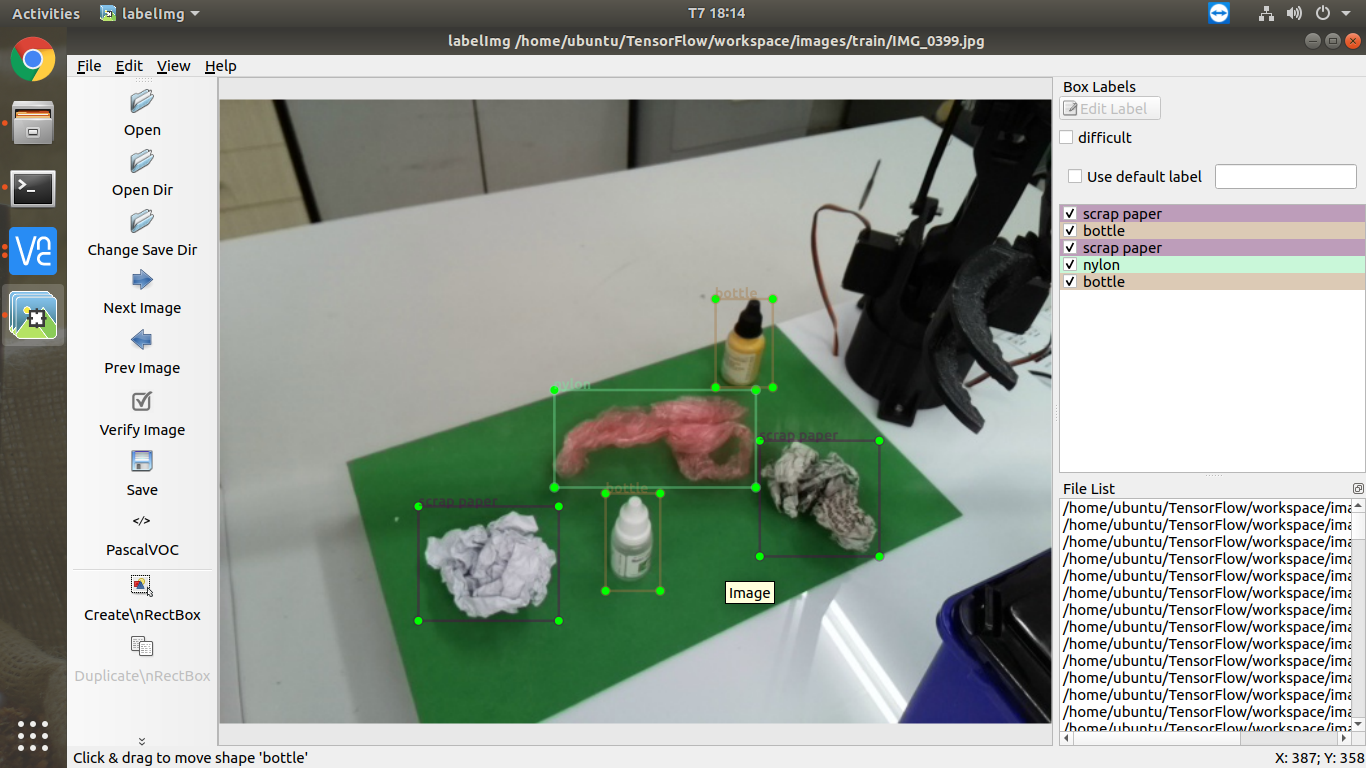 Activities
labelImg
T7 18:14
labelImg /home/ubuntu/TensorFlow/workspace/images/train/IMG_0399.jpg
File Edit View Help
Open
Open Dir
Change Save Dir
Next Image
Prev Image
Verify Image
Save
</>
PascalVOC
Create\nRectBox
Duplicate\nRectBox
bottle
nylon
scrap paper
bottle
scrap paper
Image
Box Labels
Edit Label
difficult
Use default label
scrap paper
bottle
scrap paper
nylon
bottle
File List
/home/ubuntu/TensorFlow/workspace/ima
/home/ubuntu/TensorFlow/workspace/ima
/home/ubuntu/TensorFlow/workspace/ima
/home/ubuntu/TensorFlow/workspace/ima
/home/ubuntu/TensorFlow/workspace/ima
/home/ubuntu/TensorFlow/workspace/ima
/home/ubuntu/TensorFlow/workspace/ima
/home/ubuntu/TensorFlow/workspace/ima
/home/ubuntu/TensorFlow/workspace/ima
/home/ubuntu/TensorFlow/workspace/ima
/home/ubuntu/TensorFlow/workspace/ima
/home/ubuntu/TensorFlow/workspace/ima
/home/ubuntu/TensorFlow/workspace/ima
/home/ubuntu/TensorFlow/workspace/ima
Click & drag to move shape 'bottle'
X: 387; Y: 358